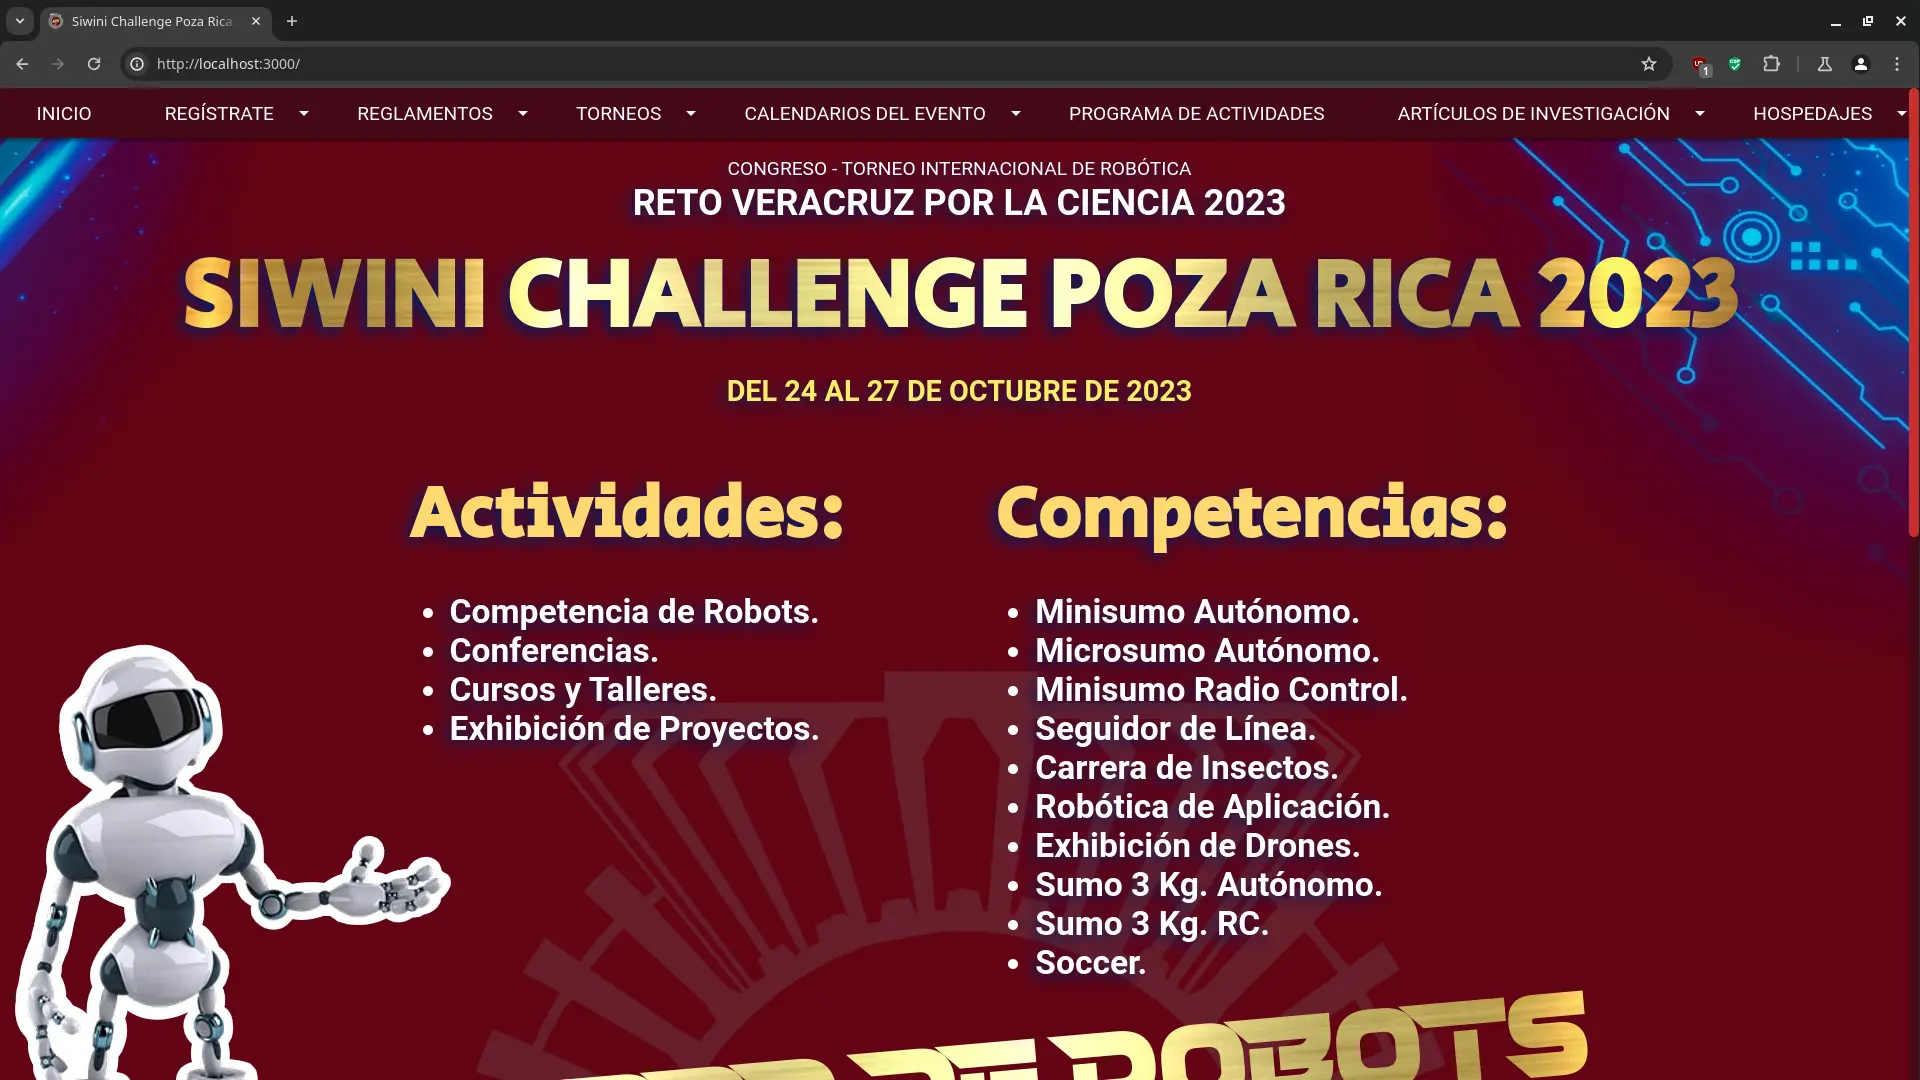 Siwini Challenge Poza Rica
http://localhost:3000/
1
INICIO REGÍSTRATE REGLAMENTOS TORNEOS CALENDARIOS DEL EVENTO PROGRAMA DE ACTIVIDADES ARTÍCULOS DE INVESTIGACIÓN HOSPEDAJES
CONGRESO - TORNEO INTERNACIONAL DE ROBÓTICA
RETO VERACRUZ POR LA CIENCIA 2023
SIWINI CHALLENGE POZA RICA 2023
DEL 24 AL 27 DE OCTUBRE DE 2023
Actividades:
• Competencia de Robots.
• Conferencias.
• Cursos y Talleres.
• Exhibición de Proyectos.
Competencias:
• Minisumo Autónomo.
• Microsumo Autónomo.
• Minisumo Radio Control.
• Seguidor de Línea.
• Carrera de Insectos.
• Robótica de Aplicación.
• Exhibición de Drones.
• Sumo 3 Kg. Autónomo.
• Sumo 3 Kg. RC.
• Soccer.
DE ROBOTS